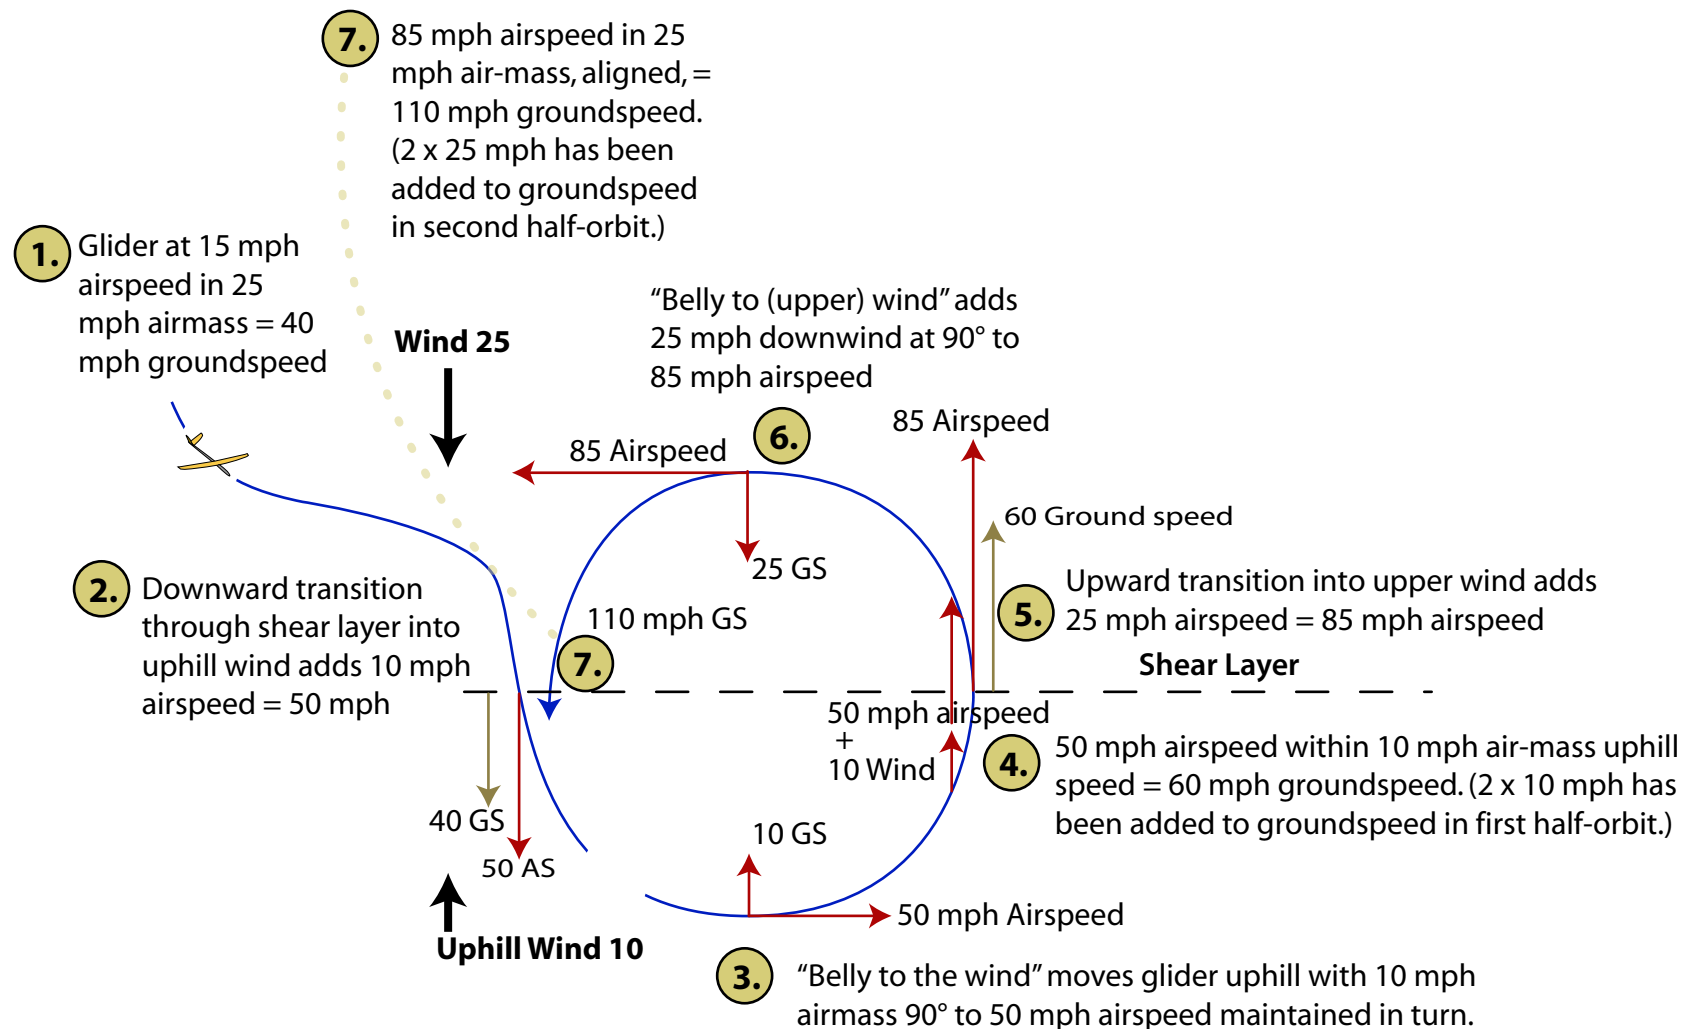 7.
85 mph airspeed in 25
mph air-mass, aligned, =
110 mph groundspeed.
(2 x 25 mph has been
added to groundspeed
in second half-orbit.)
1.
Glider at 15 mph
airspeed in 25
mph airmass = 40
mph groundspeed
Wind 25
“Belly to (upper) wind” adds
25 mph downwind at 90° to
85 mph airspeed
6.
85 Airspeed
85 Airspeed
60 Ground speed
25 GS
2.
Downward transition
through shear layer into
uphill wind adds 10 mph
airspeed = 50 mph
110 mph GS
7.
5.
Upward transition into upper wind adds
25 mph airspeed = 85 mph airspeed
Shear Layer
50 mph airspeed
+
10 Wind
4.
50 mph airspeed within 10 mph air-mass uphill
speed = 60 mph groundspeed. (2 x 10 mph has
been added to groundspeed in first half-orbit.)
40 GS
50 AS
10 GS
50 mph Airspeed
Uphill Wind 10
3.
“Belly to the wind” moves glider uphill with 10 mph
airmass 90° to 50 mph airspeed maintained in turn.